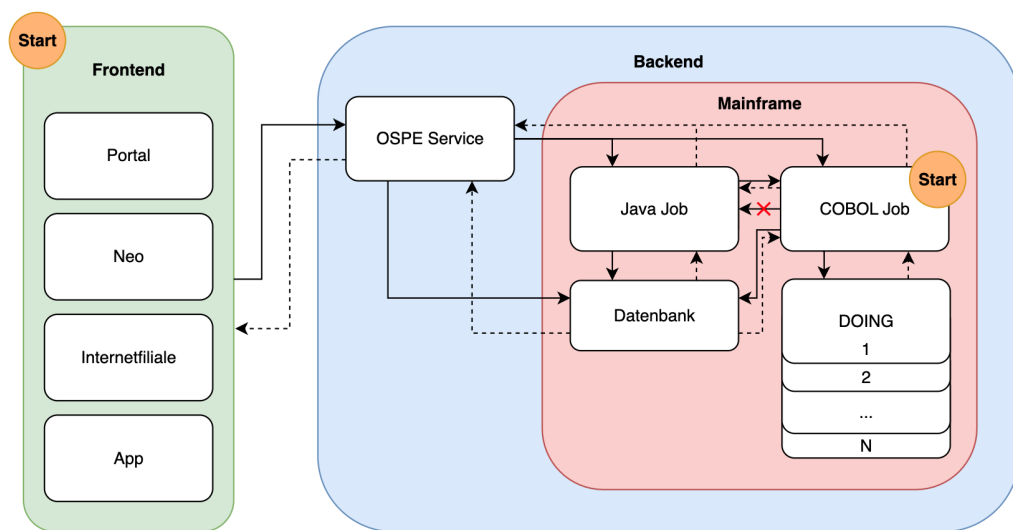 Start
Frontend
Portal
Neo
Internetfiliale
App
Backend
OSPE Service
Mainframe
Java Job
Start
COBOL Job
Datenbank
DOING
1
2
...
N